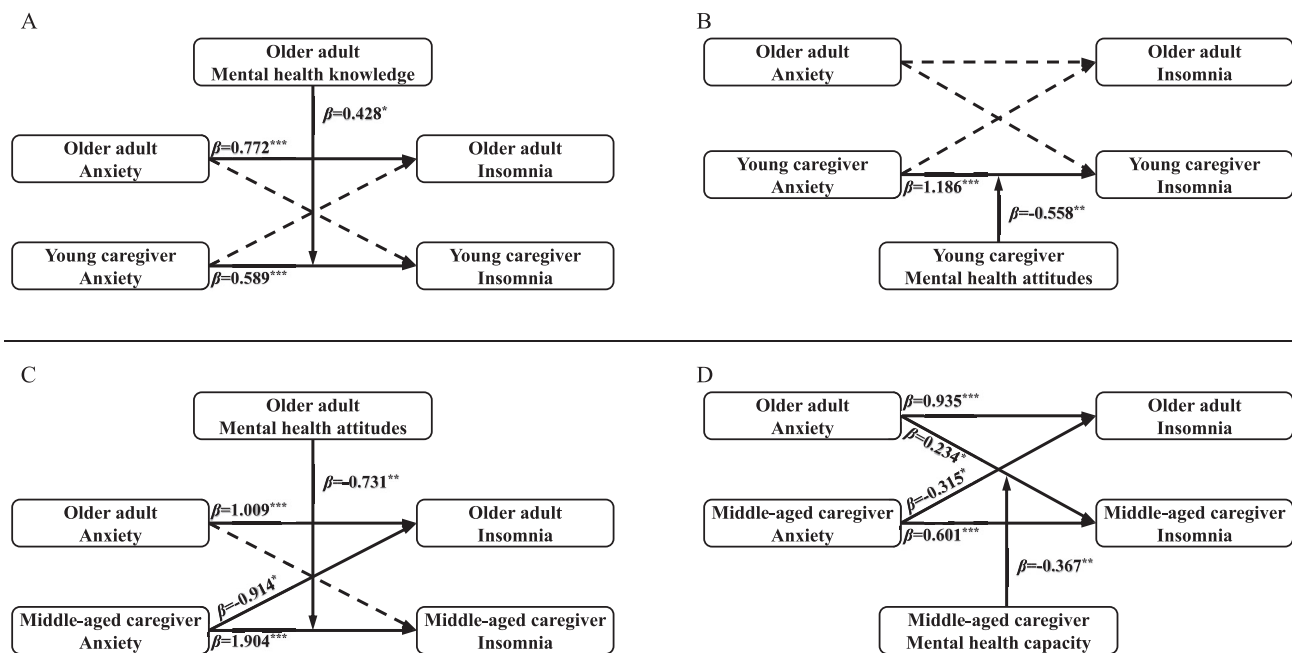 A
Older adult
Mental health knowledge
β=0.428*
β=0.772***
Older adult
Anxiety
Older adult
Insomnia
Young caregiver
Anxiety
β=0.589***
Young caregiver
Insomnia
B
Older adult
Anxiety
Older adult
Insomnia
Young caregiver
Anxiety
β=1.186***
Young caregiver
Insomnia
β=-0.558**
Young caregiver
Mental health attitudes
C
Older adult
Mental health attitudes
β=-0.731**
β=1.009***
Older adult
Anxiety
Older adult
Insomnia
β=-0.914*
Middle-aged caregiver
Anxiety
β=1.904***
Middle-aged caregiver
Insomnia
D
Older adult
Anxiety
β=0.935***
Older adult
Insomnia
β=0.234*
β=-0.315*
Middle-aged caregiver
Anxiety
β=0.601***
Middle-aged caregiver
Insomnia
β=-0.367**
Middle-aged caregiver
Mental health capacity